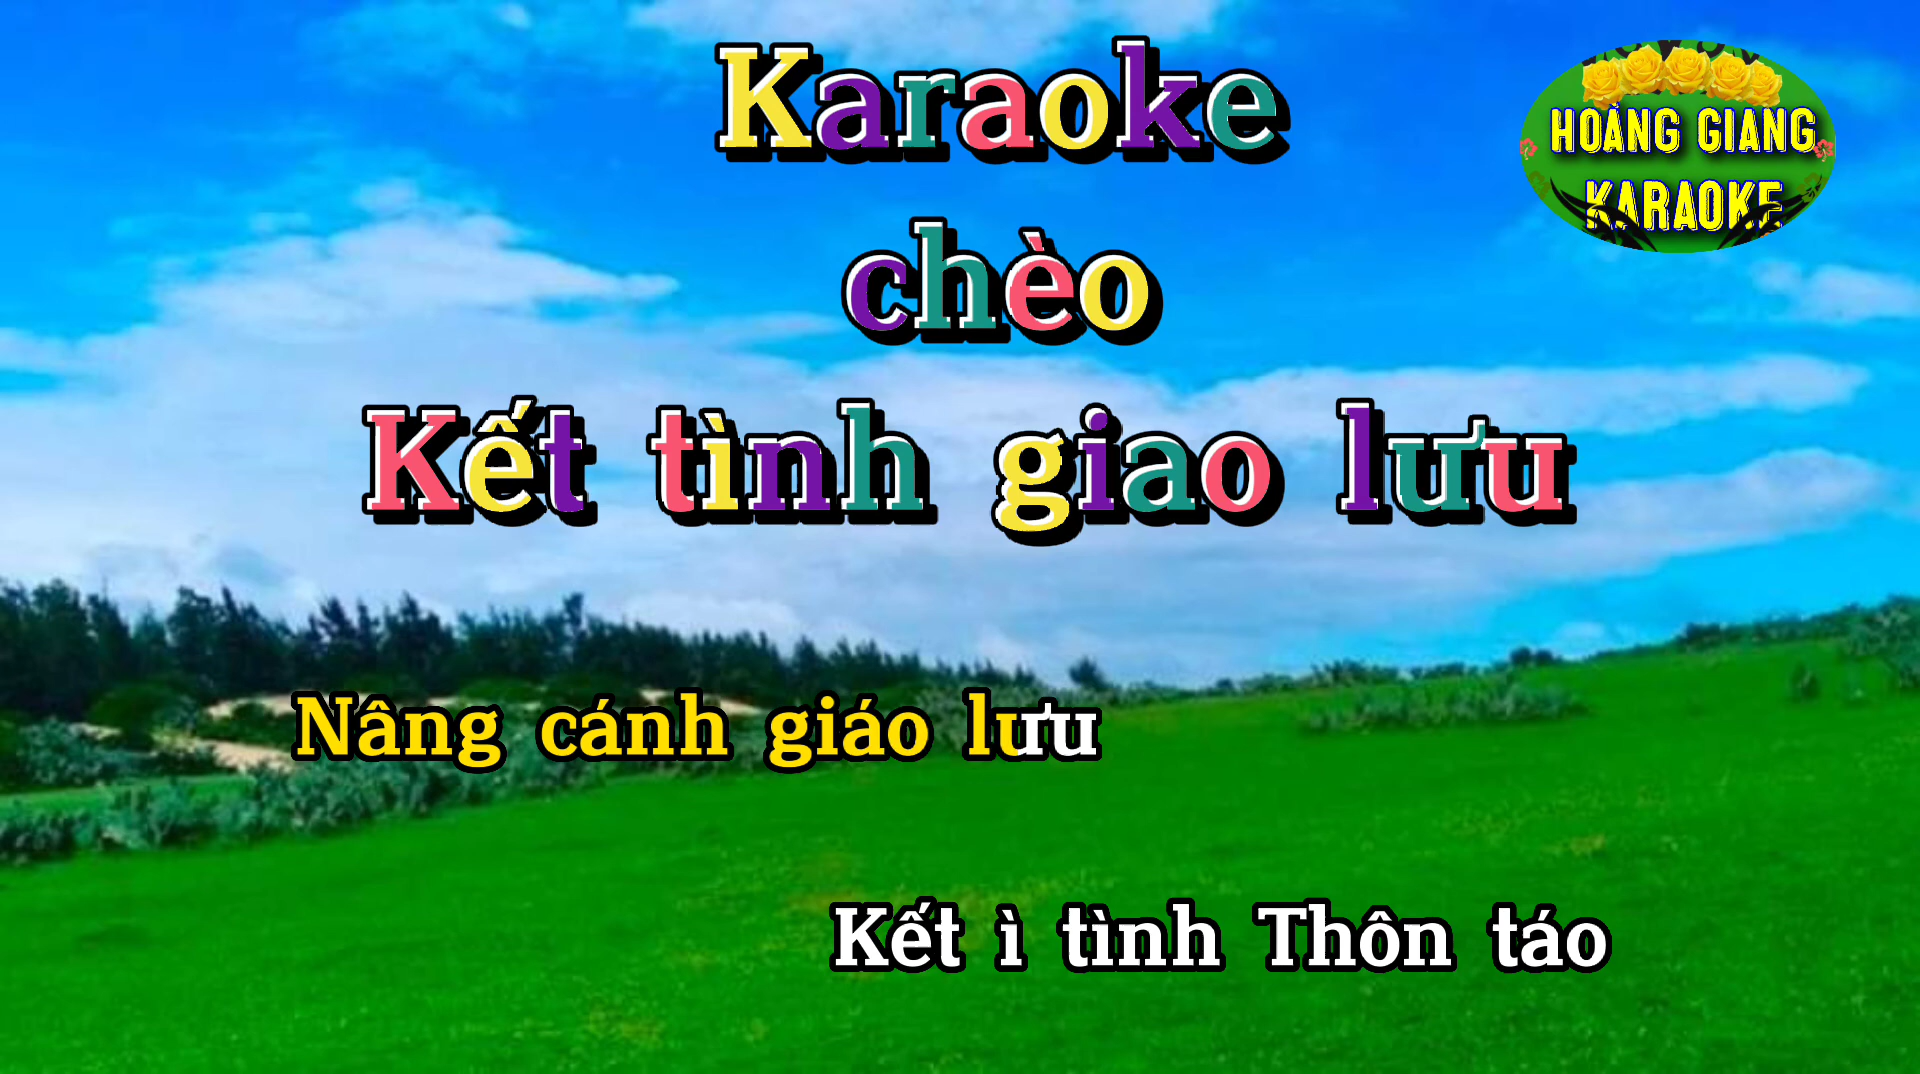 Karaoke
chèo
Kết tình giao lưu
HOÀNG GIANG
KARAOKE
Nâng cánh giáo lưu
Kết ì tình Thôn táo